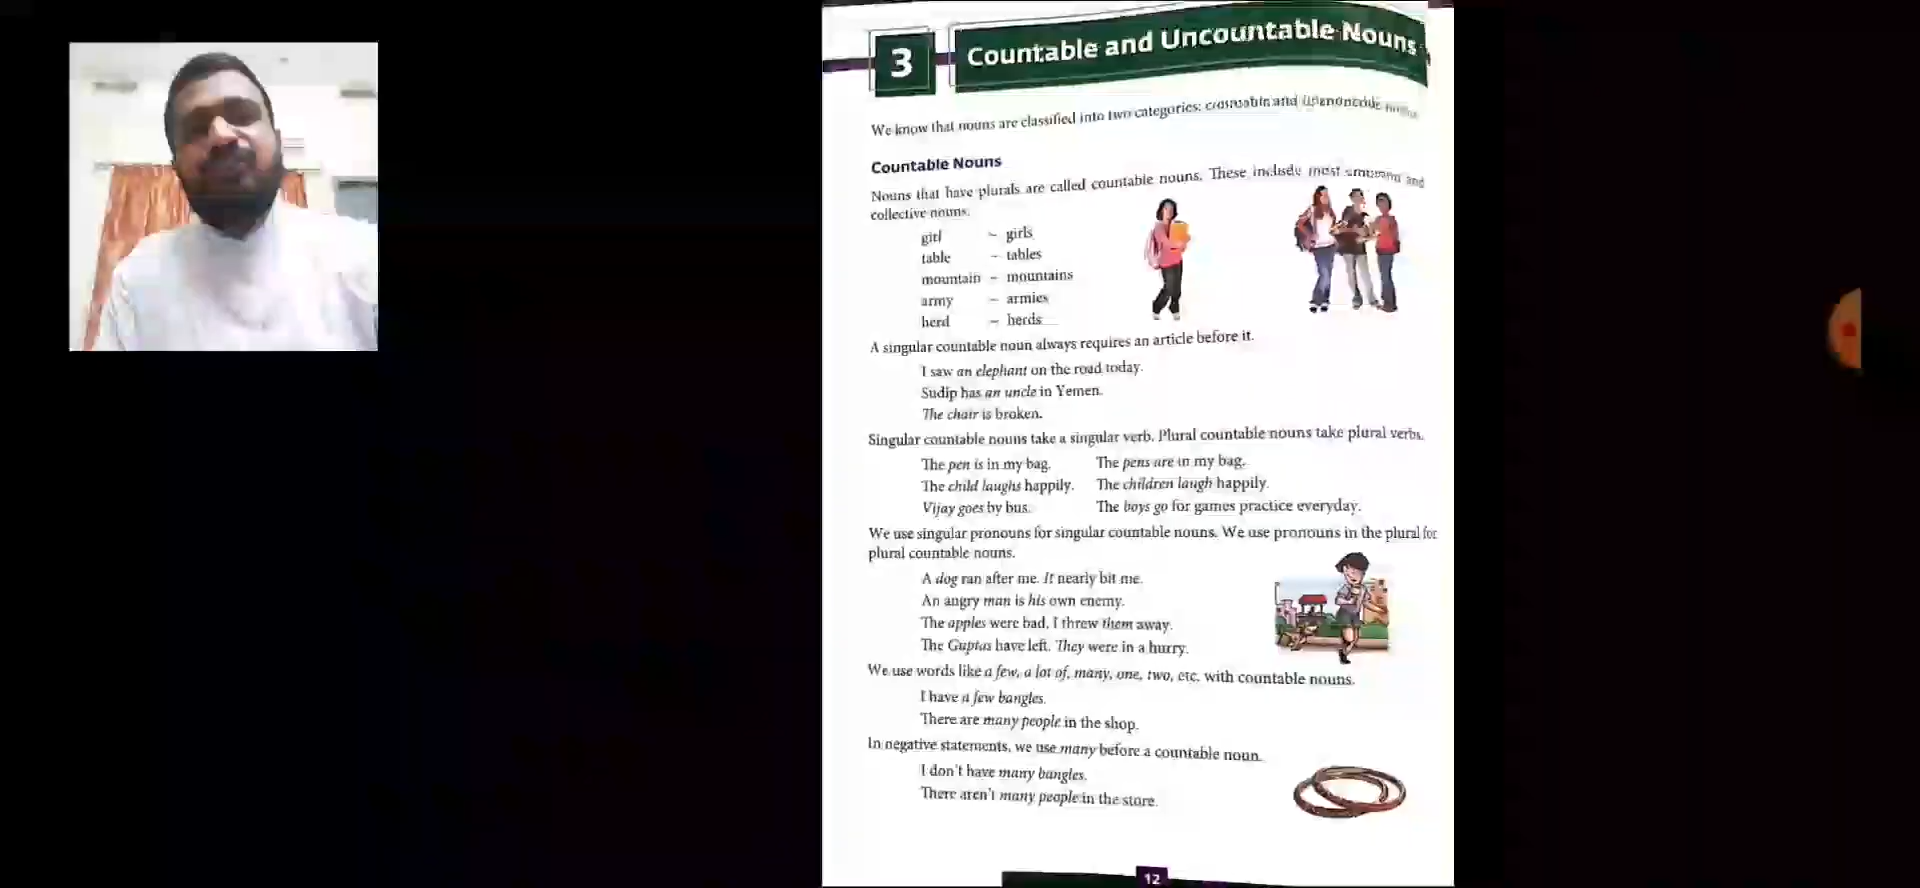 3
Countable and Uncountable Nouns
We know that nouns are classified into two categories: and
Countable Nouns
Nouns that have plurals are called countable nouns. These include most and
collective nouns.
girl – girls
table – tables
mountain – mountains
army – armies
herd – herds
A singular countable noun always requires an article before it.
I saw an elephant on the road today.
Sudip has an uncle in Yemen.
The chair is broken.
Singular countable nouns take a singular verb. Plural countable nouns take plural verbs.
The pen is in my bag. The pens are in my bag.
The child laughs happily. The children laugh happily.
Vijay goes by bus. The boys go for games practice everyday.
We use singular pronouns for singular countable nouns. We use pronouns in the plural for
plural countable nouns.
A dog ran after me. It nearly bit me.
An angry man is his own enemy.
The apples were bad. I threw them away.
The Guptas have left. They were in a hurry.
We use words like a few, a lot of, many, one, two, etc. with countable nouns.
I have a few bangles.
There are many people in the shop.
In negative statements, we use many before a countable noun.
I don't have many bangles.
There aren't many people in the store.
12